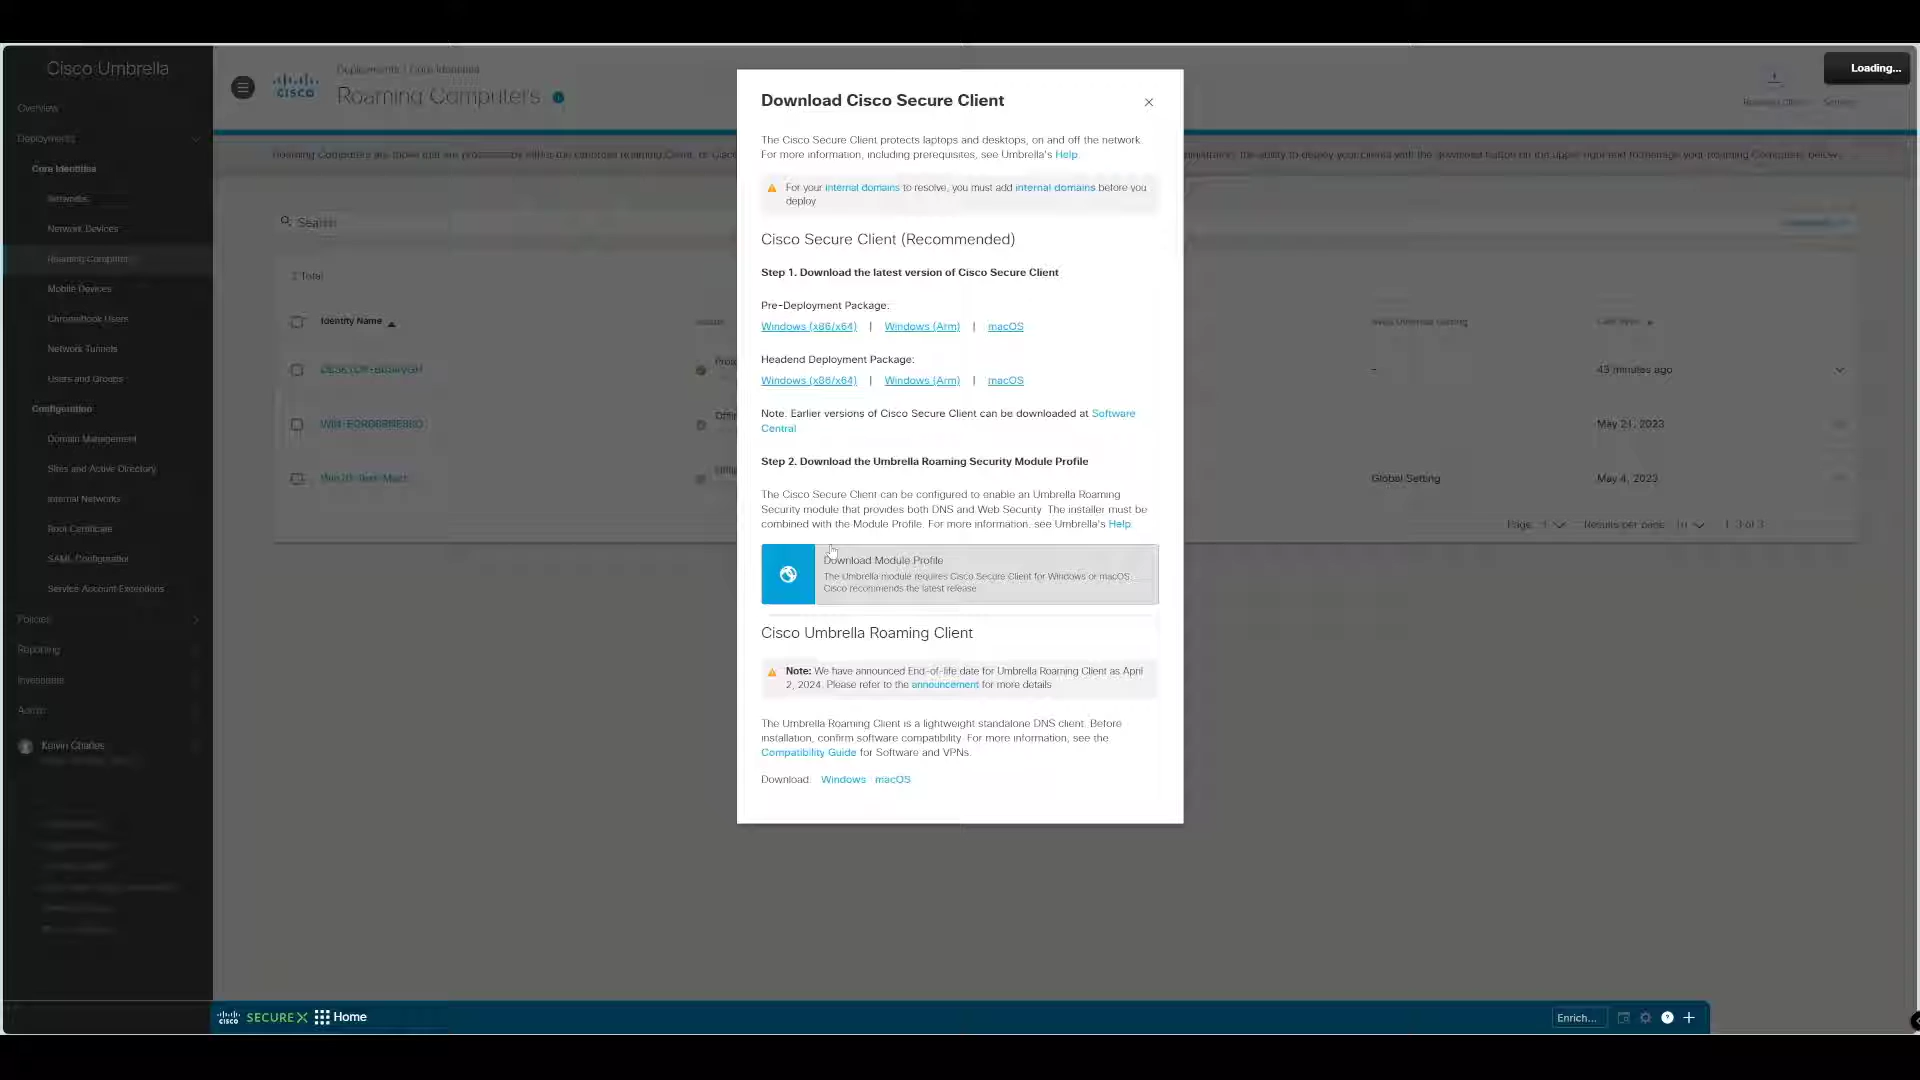 Cisco Umbrella
Overview
Deployments
Core Identities
Networks
Network Devices
Roaming Computers
Mobile Devices
Chromebook Users
Network Tunnels
Users and Groups
Configuration
Domain Management
Sites and Active Directory
Internal Networks
Root Certificate
SAML Configuration
Service Account Exceptions
Policies
Reporting
Investigate
Admin
Kelvin Charles
CISCO
Deployments / Core Identities
Roaming Computers
Loading...
Search
3 Total
Identity Name
Global Setting
43 minutes ago
May 21, 2023
May 4, 2023
Page: 1
Results per page: 10
1-3 of 3
Download Cisco Secure Client
The Cisco Secure Client protects laptops and desktops, on and off the network.
For more information, including prerequisites, see Umbrella's Help
For your internal domains to resolve, you must add internal domains before you
deploy
Cisco Secure Client (Recommended)
Step 1. Download the latest version of Cisco Secure Client
Pre-Deployment Package:
Windows (x86/x64) | Windows (Arm) | macOS
Headend Deployment Package:
Windows (x86/x64) | Windows (Arm) | macOS
Note. Earlier versions of Cisco Secure Client can be downloaded at Software
Central
Step 2. Download the Umbrella Roaming Security Module Profile
The Cisco Secure Client can be configured to enable an Umbrella Roaming
Security module that provides both DNS and Web Security. The installer must be
combined with the Module Profile. For more information, see Umbrella's Help
Download Module Profile
The Umbrella module requires Cisco Secure Client for Windows or macOS.
Cisco recommends the latest release
Cisco Umbrella Roaming Client
Note: We have announced End-of-life date for Umbrella Roaming Client as April
2, 2024. Please refer to the announcement for more details
The Umbrella Roaming Client is a lightweight standalone DNS client. Before
installation, confirm software compatibility. For more information, see the
Compatibility Guide for Software and VPNs.
Download: Windows macOS
CISCO SECUREX Home
Enrich...